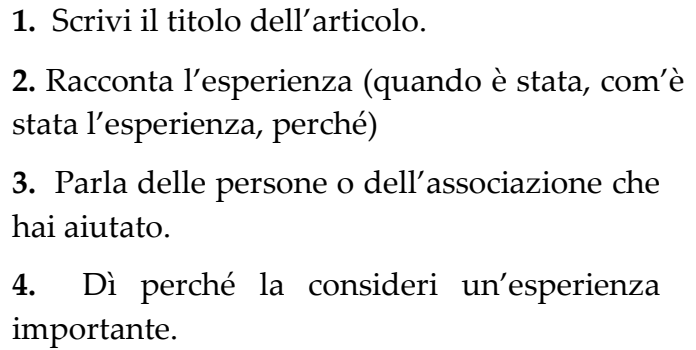 1. Scrivi il titolo dell’articolo.
2. Racconta l’esperienza (quando è stata, com’è
stata l’esperienza, perché)
3. Parla delle persone o dell’associazione che
hai aiutato.
4. Dì perché la consideri un’esperienza
importante.